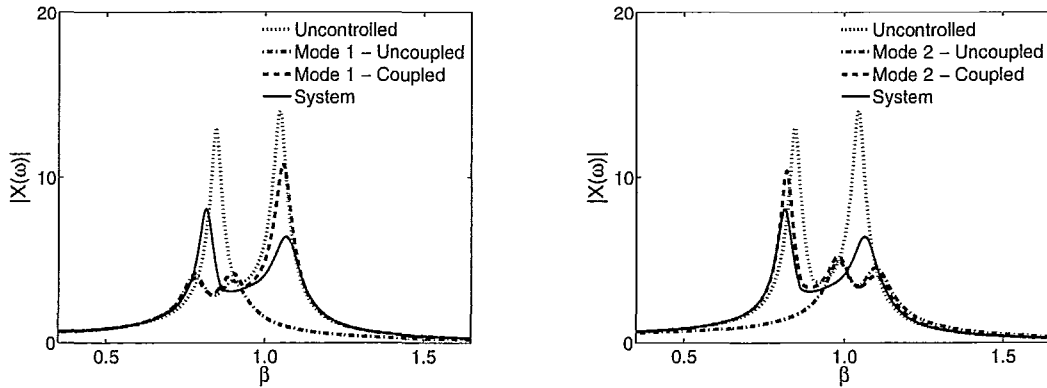 20
Uncontrolled
Mode 1 – Uncoupled
Mode 1 – Coupled
System
|X(ω)|
10
0
0.5
1.0
1.5
β
20
Uncontrolled
Mode 2 – Uncoupled
Mode 2 – Coupled
System
|X(ω)|
10
0
0.5
1.0
1.5
β